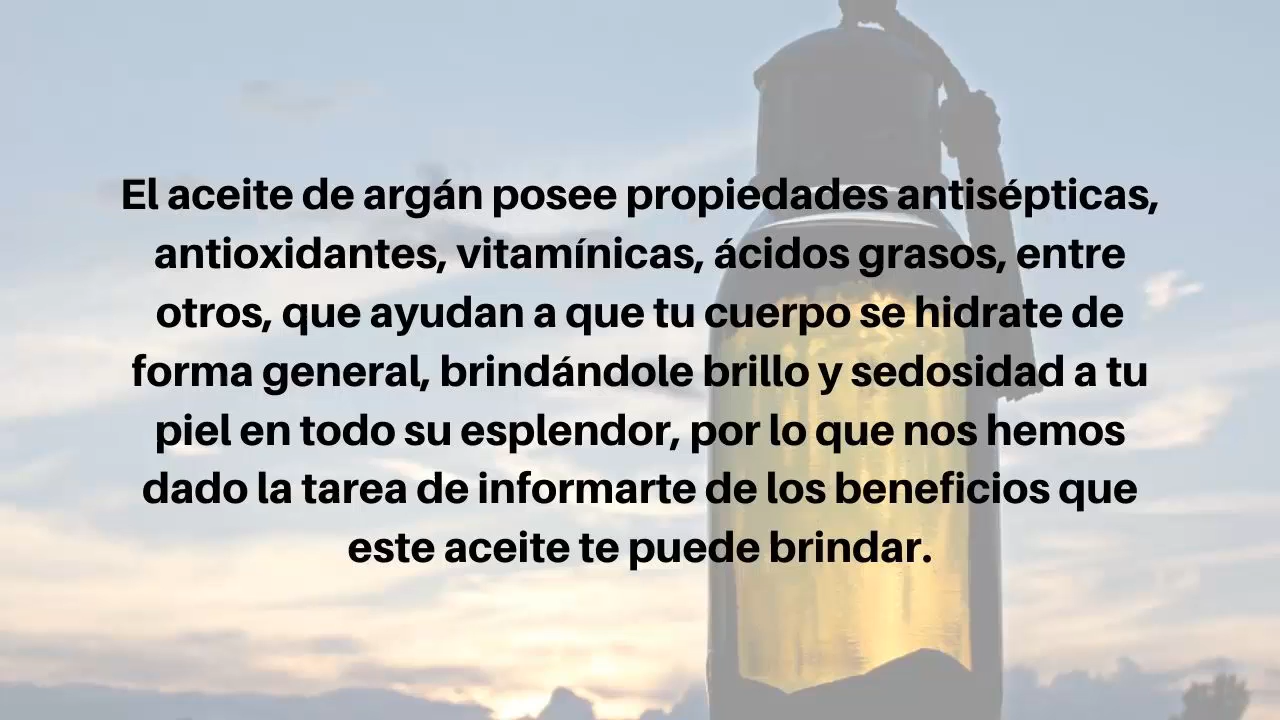 El aceite de argán posee propiedades antisépticas,
antioxidantes, vitamínicas, ácidos grasos, entre
otros, que ayudan a que tu cuerpo se hidrate de
forma general, brindándole brillo y sedosidad a tu
piel en todo su esplendor, por lo que nos hemos
dado la tarea de informarte de los beneficios que
este aceite te puede brindar.